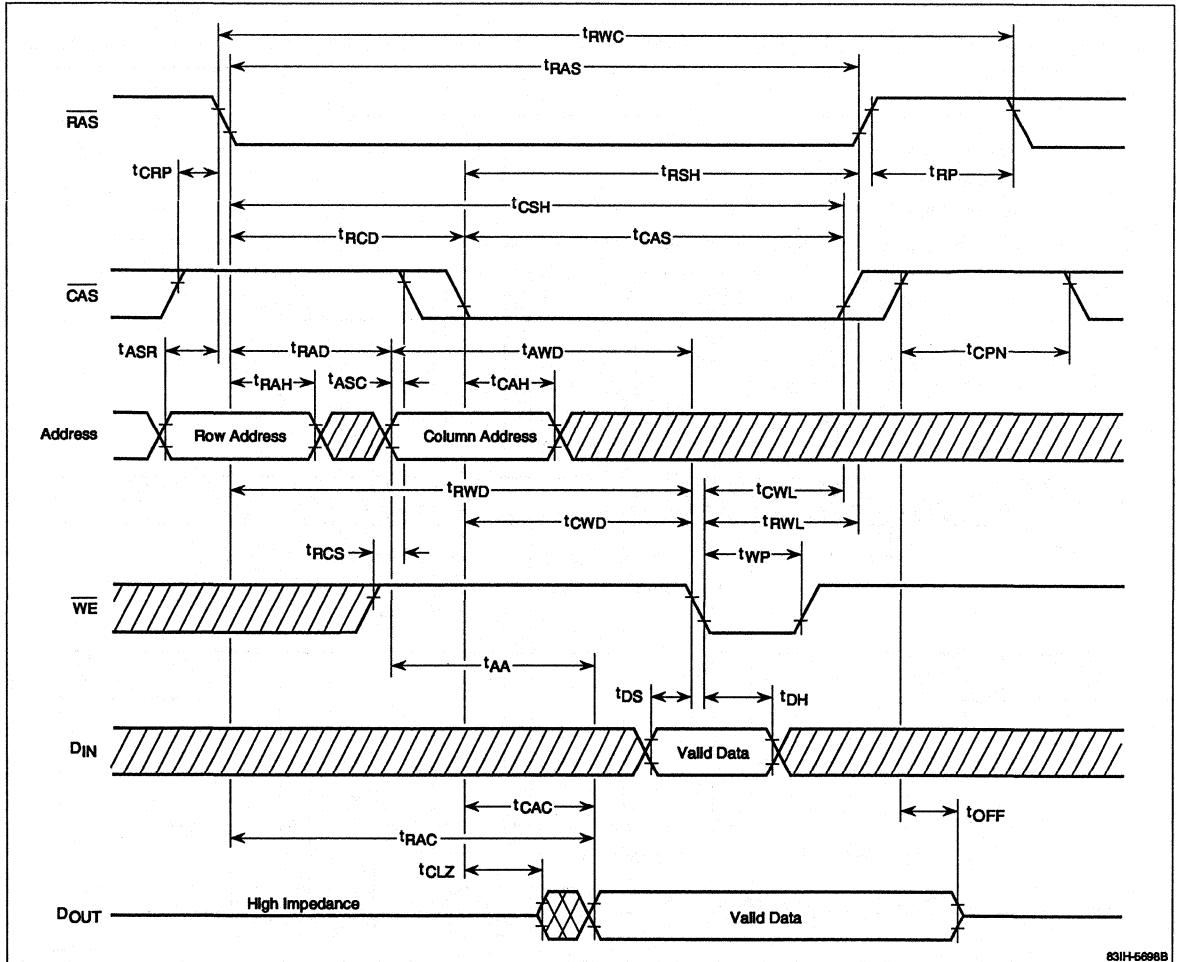 tRWC
tRAS
RAS
tCRP
tRSH
tRP
tCSH
tRCD
tCAS
CAS
tASR
tRAD
tAWD
tCPN
tRAH
tASC
tCAH
Address
Row Address
Column Address
tRWD
tCWL
tCWD
tRWL
tRCS
tWP
WE
tAA
tDS
tDH
DIN
Valid Data
tCAC
tOFF
tRAC
tCLZ
High Impedance
DOUT
Valid Data
83IH-5698B